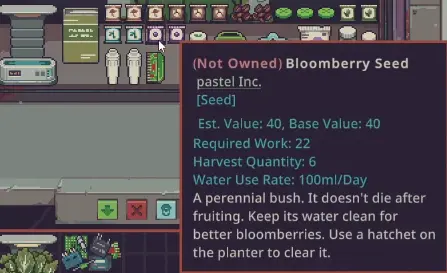 PASTEL
INC.
(Not Owned) Bloomberry Seed
pastel Inc.
[Seed]
Est. Value: 40, Base Value: 40
Required Work: 22
Harvest Quantity: 6
Water Use Rate: 100ml/Day
A perennial bush. It doesn't die after
fruiting. Keep its water clean for
better bloomberries. Use a hatchet on
the planter to clear it.